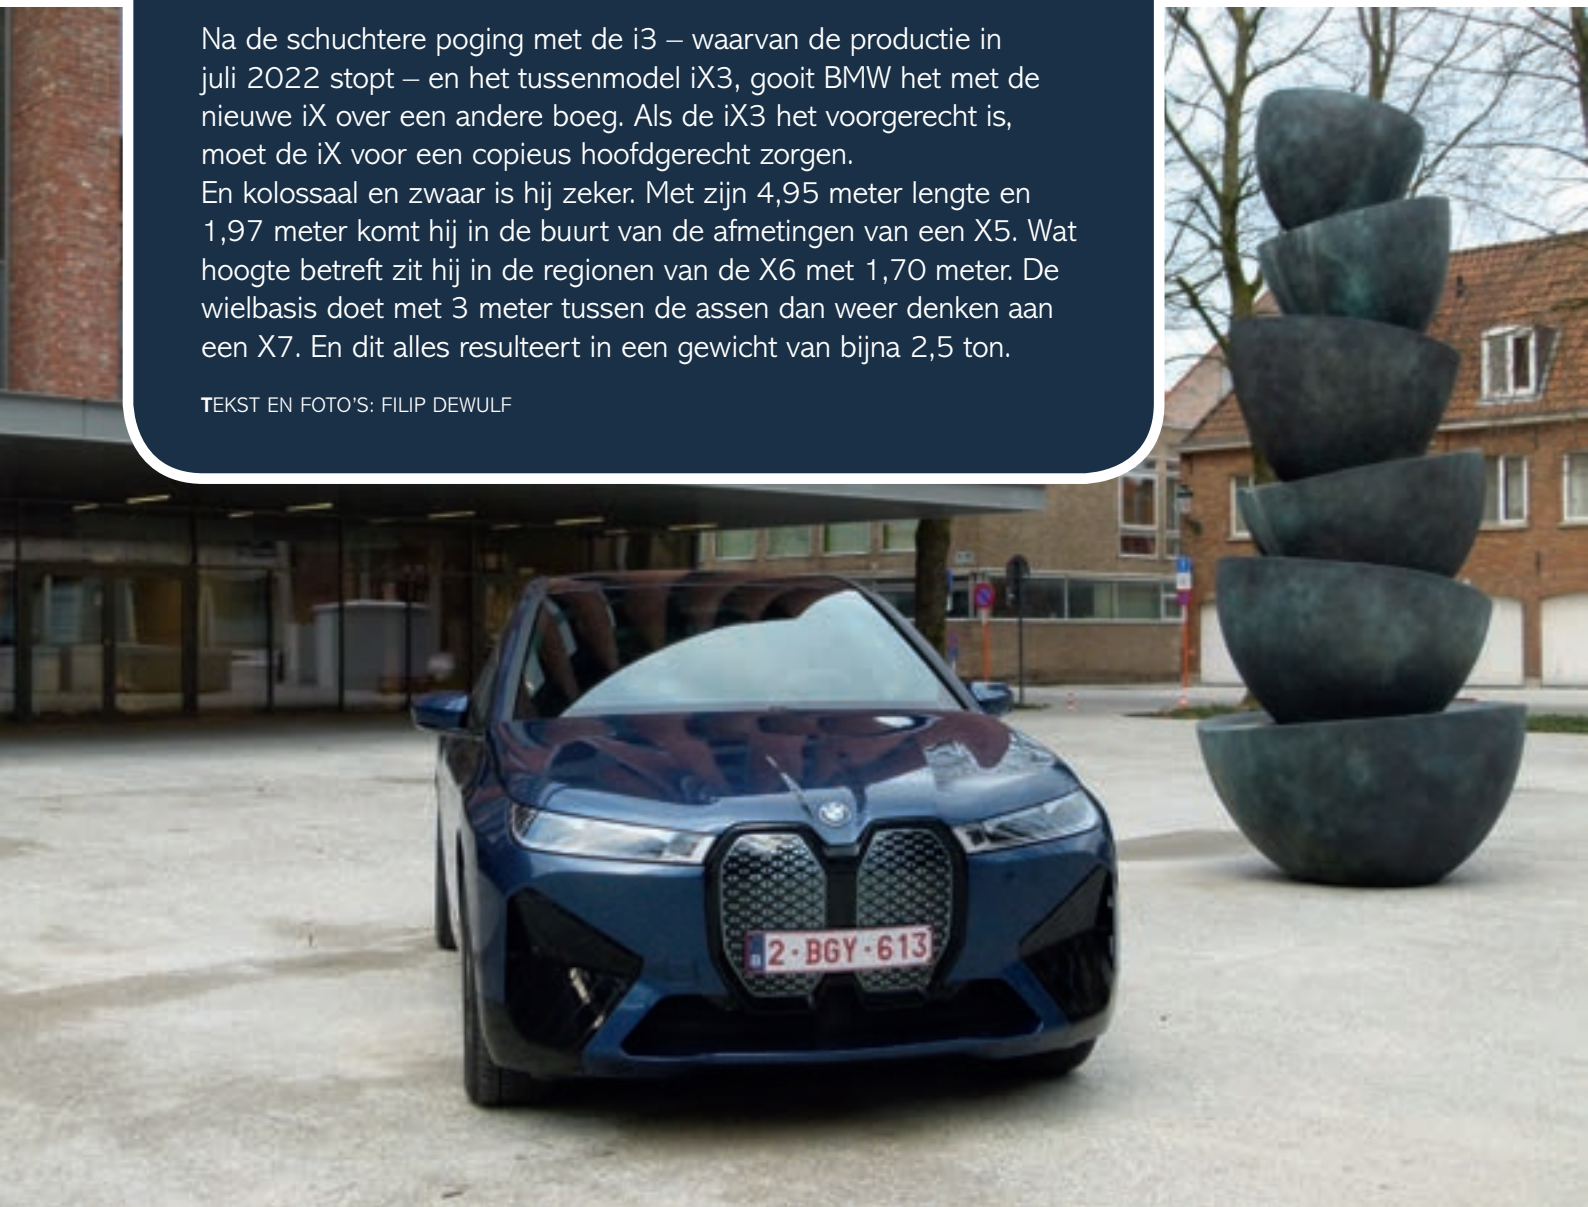 Na de schuchtere poging met de i3 – waarvan de productie in
juli 2022 stopt – en het tussenmodel iX3, gooit BMW het met de
nieuwe iX over een andere boeg. Als de iX3 het voorgerecht is,
moet de iX voor een copieus hoofdgerecht zorgen.
En kolossaal en zwaar is hij zeker. Met zijn 4,95 meter lengte en
1,97 meter komt hij in de buurt van de afmetingen van een X5. Wat
hoogte betreft zit hij in de regionen van de X6 met 1,70 meter. De
wielbasis doet met 3 meter tussen de assen dan weer denken aan
een X7. En dit alles resulteert in een gewicht van bijna 2,5 ton.
TEKST EN FOTO'S: FILIP DEWULF
2·BGY·613